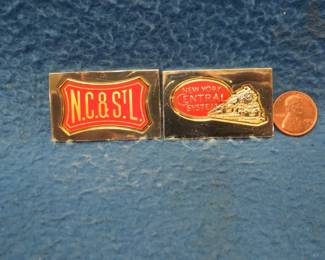 N.C.&ST.L.
NEW YORK
CENTRAL
SYSTEM